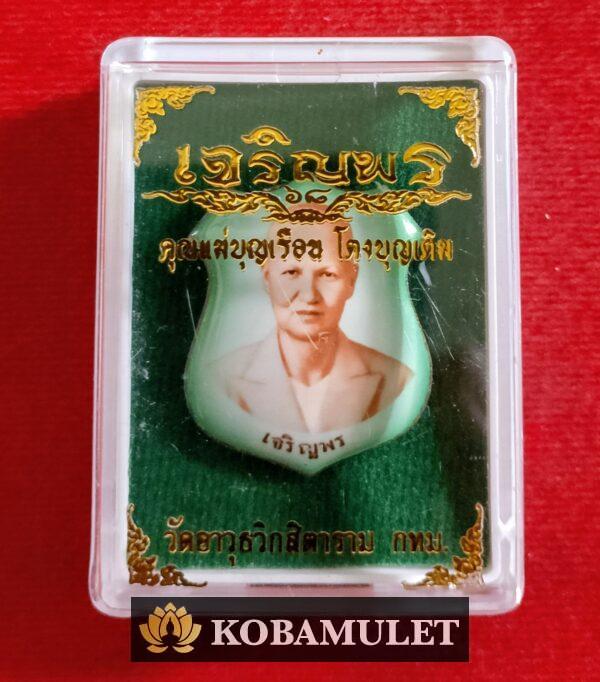 เจริญพร
๖๘
คุณแม่บุญเรือน โตงบุญเติม
เจริญพร
วัดอาวุธวิกสิตาราม กทม.
KOBAMULET